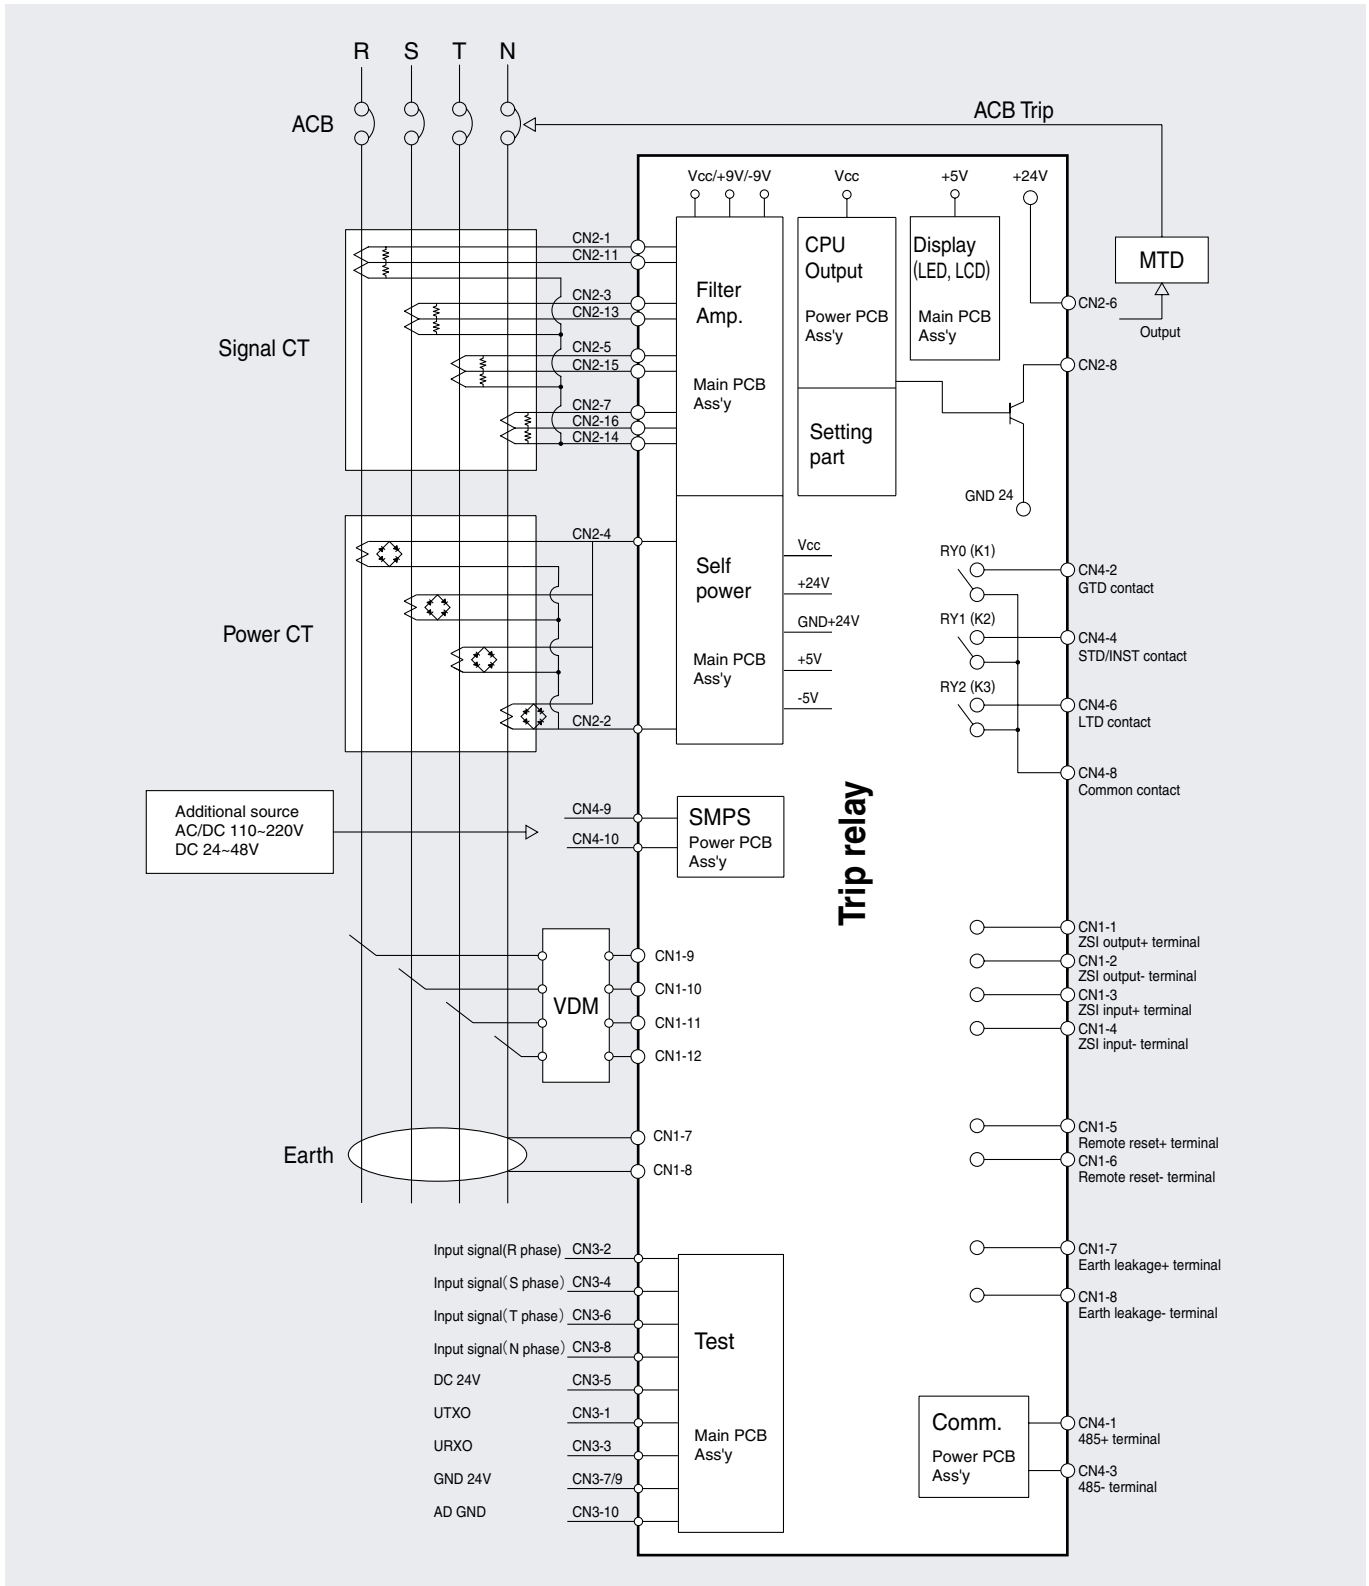 R S T N
ACB
ACB Trip
Vcc/+9V/-9V
Vcc
+5V
+24V
CN2-1
CN2-11
CN2-3
CN2-13
CN2-5
CN2-15
CN2-7
CN2-16
CN2-14
Signal CT
Filter
Amp.
Main PCB
Ass'y
CPU
Output
Power PCB
Ass'y
Setting
part
Display
(LED, LCD)
Main PCB
Ass'y
MTD
Output
CN2-6
CN2-8
GND 24
Power CT
CN2-4
CN2-2
Self
power
Main PCB
Ass'y
Vcc
+24V
GND+24V
+5V
-5V
RY0 (K1)
CN4-2
GTD contact
RY1 (K2)
CN4-4
STD/INST contact
RY2 (K3)
CN4-6
LTD contact
CN4-8
Common contact
Additional source
AC/DC 110~220V
DC 24~48V
CN4-9
CN4-10
SMPS
Power PCB
Ass'y
Trip relay
VDM
CN1-9
CN1-10
CN1-11
CN1-12
CN1-1
ZSI output+ terminal
CN1-2
ZSI output- terminal
CN1-3
ZSI input+ terminal
CN1-4
ZSI input- terminal
Earth
CN1-7
CN1-8
CN1-5
Remote reset+ terminal
CN1-6
Remote reset- terminal
CN1-7
Earth leakage+ terminal
CN1-8
Earth leakage- terminal
Input signal(R phase) CN3-2
Input signal(S phase) CN3-4
Input signal(T phase) CN3-6
Input signal(N phase) CN3-8
DC 24V CN3-5
UTXO CN3-1
URXO CN3-3
GND 24V CN3-7/9
AD GND CN3-10
Test
Main PCB
Ass'y
Comm.
Power PCB
Ass'y
CN4-1
485+ terminal
CN4-3
485- terminal